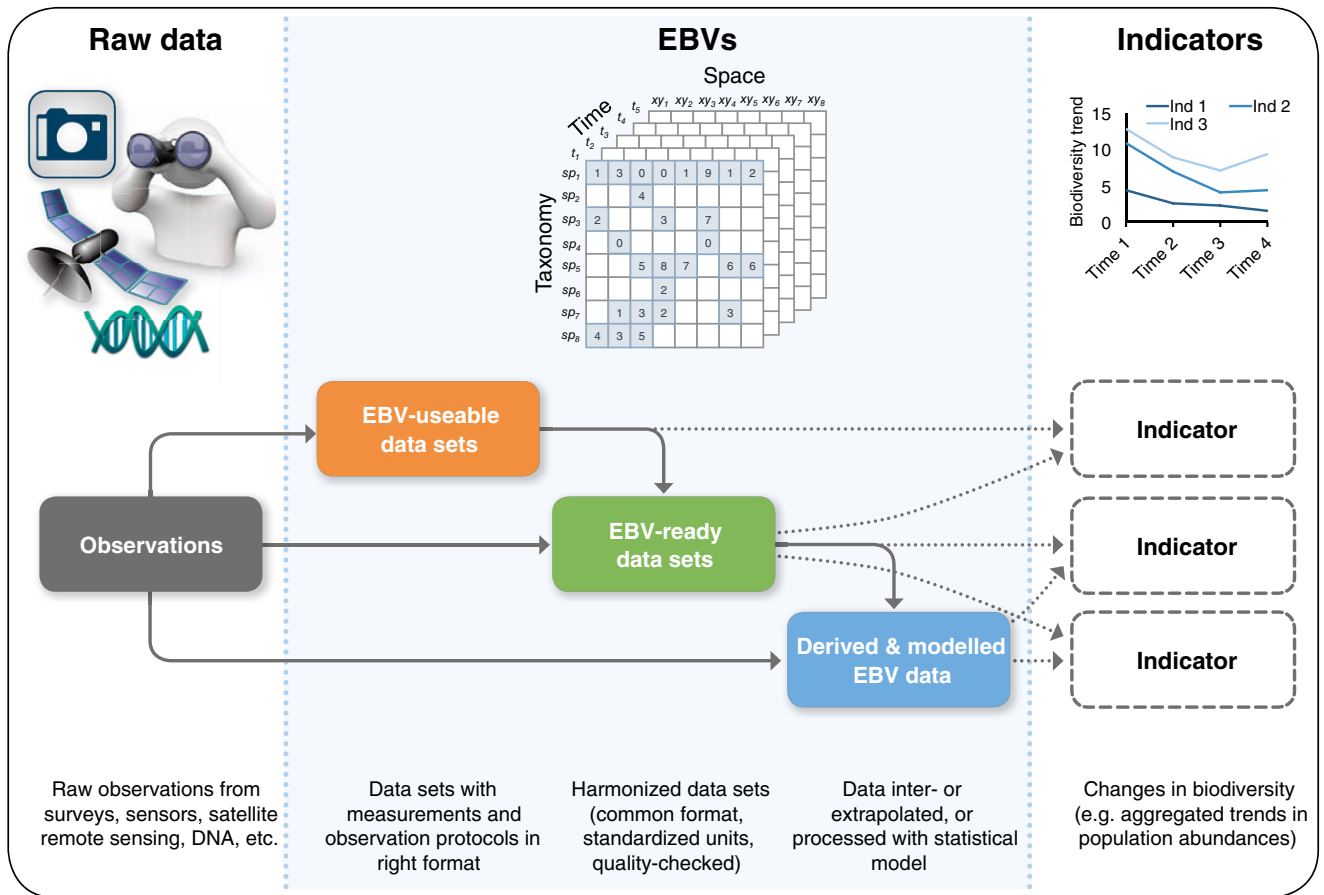 Raw data
EBVs
Indicators
Space
Time
t5 xy1 xy2 xy3 xy4 xy5 xy6 xy7 xy8
t4
t3
t2
t1
Taxonomy
sp1 1 3 0 0 1 9 1 2
sp2 4
sp3 2 3 7
sp4 0 0
sp5 5 8 7 6 6
sp6 2
sp7 1 3 2 3
sp8 4 3 5
Biodiversity trend
15
10
5
0
Ind 1 Ind 2
Ind 3
Time 1 Time 2 Time 3 Time 4
EBV-useable
data sets
Indicator
Observations
EBV-ready
data sets
Indicator
Derived & modelled
EBV data
Indicator
Raw observations from
surveys, sensors, satellite
remote sensing, DNA, etc.
Data sets with
measurements and
observation protocols in
right format
Harmonized data sets
(common format,
standardized units,
quality-checked)
Data inter- or
extrapolated, or
processed with statistical
model
Changes in biodiversity
(e.g. aggregated trends in
population abundances)